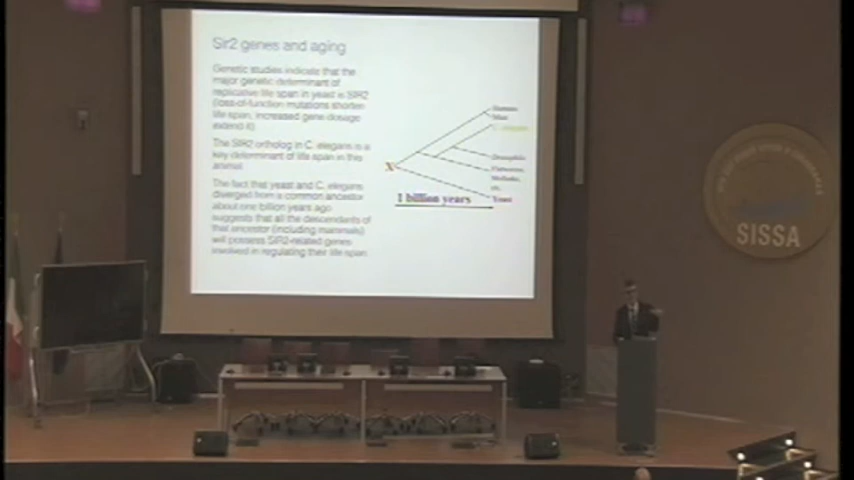 Sir2 genes and aging
Genetic studies indicate that the
major genetic determinant of
replicative life span in yeast is SIR2
(loss-of-function mutations shorten
life span, increased gene dosage
extend it)
The SIR2 ortholog in C. elegans is a
key determinant of life span in this
animal
The fact that yeast and C. elegans
diverged from a common ancestor
about one billion years ago
suggests that all the descendants of
that ancestor (including mammals)
will possess SIR2-related genes
involved in regulating their life span
X
C. elegans
Drosophila
Yeast
1 billion years
SISSA